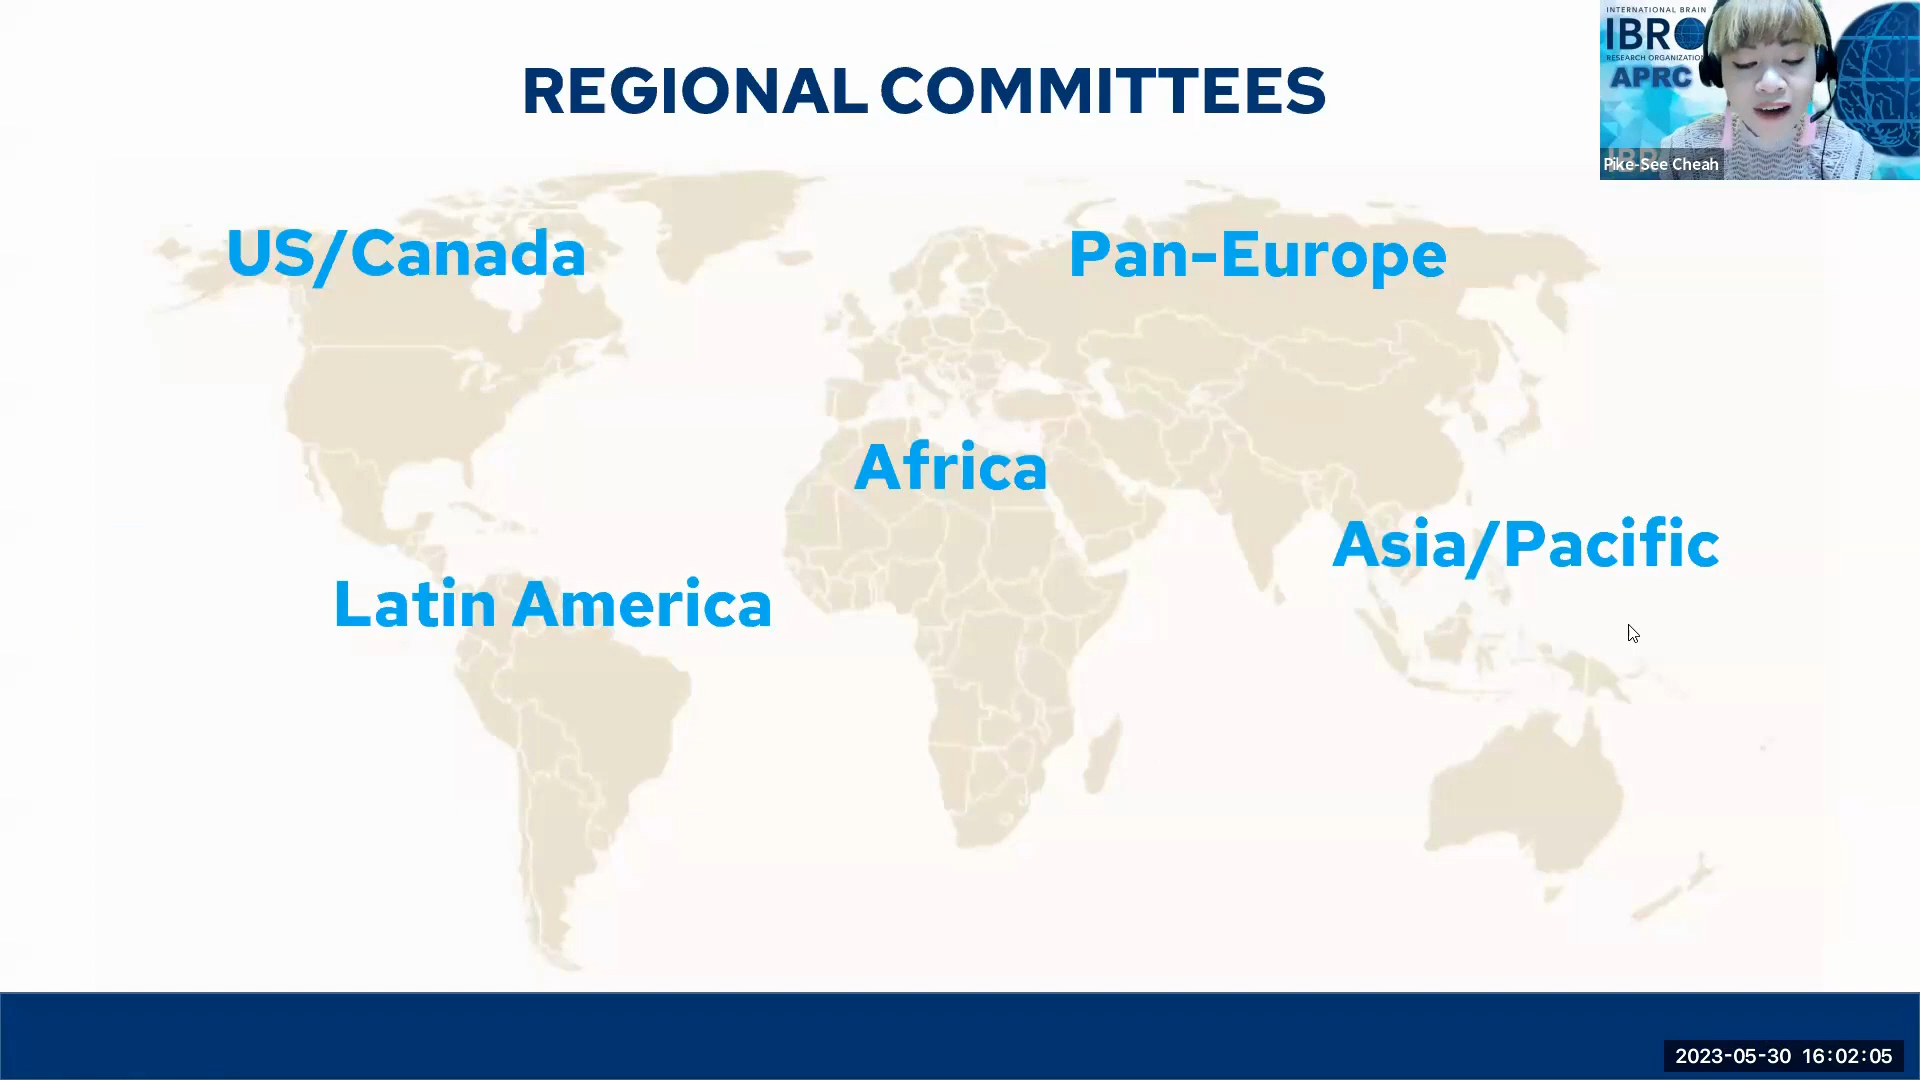 REGIONAL COMMITTEES
INTERNATIONAL BRAIN
IBRO
RESEARCH ORGANIZATIO
APRC
Pike-See Cheah
US/Canada
Pan-Europe
Africa
Asia/Pacific
Latin America
2023-05-30 16:02:05